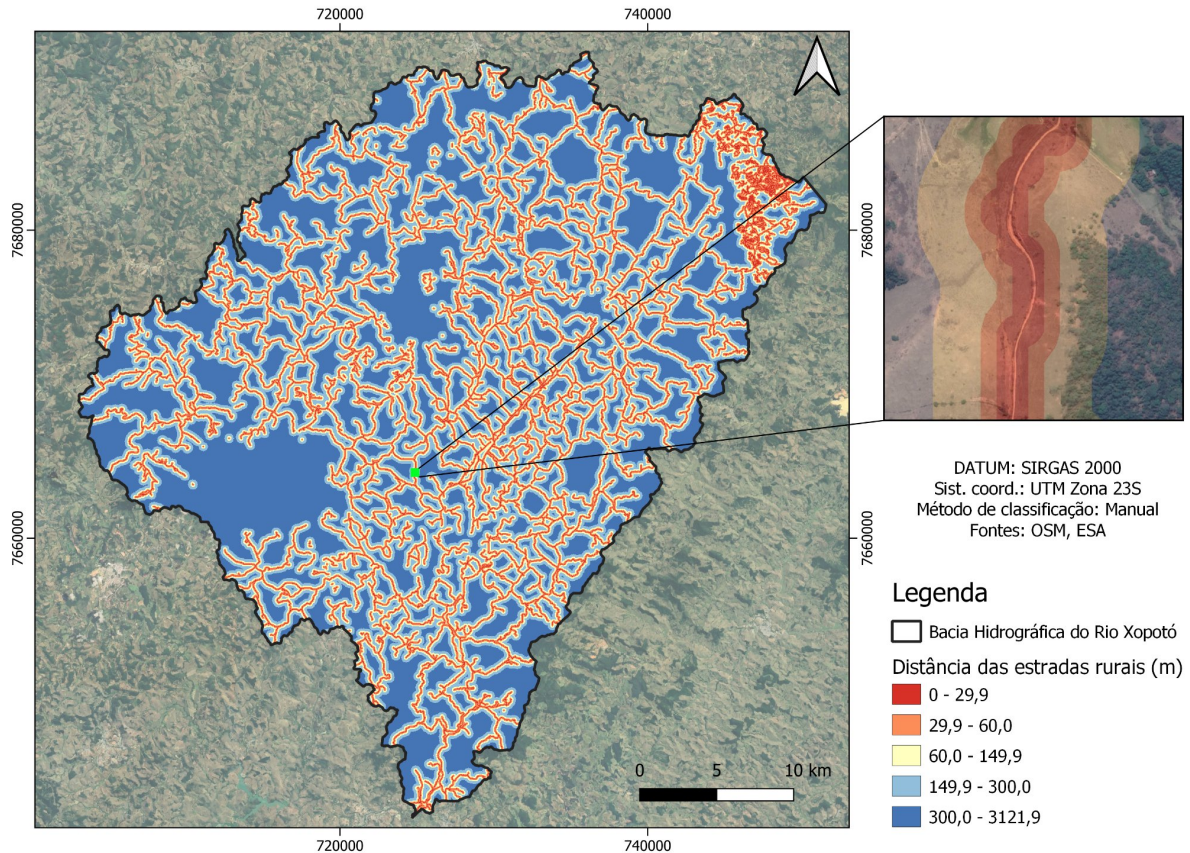 720000
740000
7680000
7680000
7660000
7660000
0
5
10 km
720000
740000
DATUM: SIRGAS 2000
Sist. coord.: UTM Zona 23S
Método de classificação: Manual
Fontes: OSM, ESA
Legenda
Bacia Hidrográfica do Rio Xopotó
Distância das estradas rurais (m)
0 - 29,9
29,9 - 60,0
60,0 - 149,9
149,9 - 300,0
300,0 - 3121,9